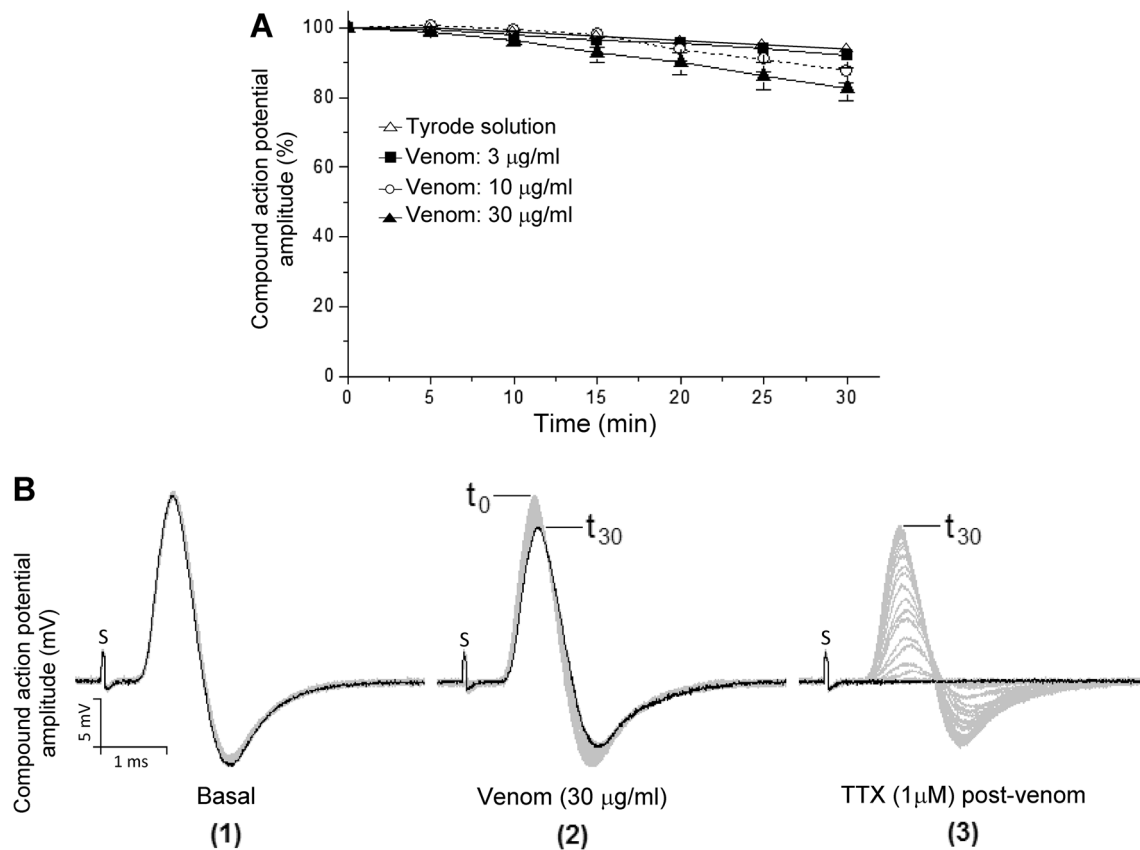 A
Compound action potential
amplitude (%)
100
80
60
40
20
0
Tyrode solution
Venom: 3 μg/ml
Venom: 10 μg/ml
Venom: 30 μg/ml
0 5 10 15 20 25 30
Time (min)
B
Compound action potential
amplitude (mV)
S
5 mV
1 ms
Basal
(1)
t0
t30
S
Venom (30 μg/ml)
(2)
t30
S
TTX (1μM) post-venom
(3)